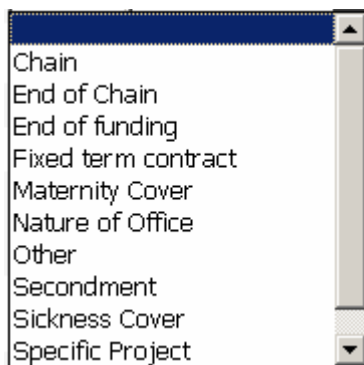 Chain
End of Chain
End of funding
Fixed term contract
Maternity Cover
Nature of Office
Other
Secondment
Sickness Cover
Specific Project